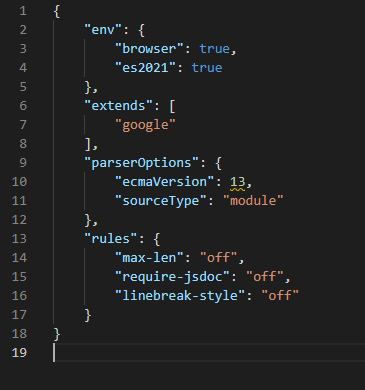 1 {
2     "env": {
3         "browser": true,
4         "es2021": true
5     },
6     "extends": [
7         "google"
8     ],
9     "parserOptions": {
10         "ecmaVersion": 13,
11         "sourceType": "module"
12     },
13     "rules": {
14         "max-len": "off",
15         "require-jsdoc": "off",
16         "linebreak-style": "off"
17     }
18 }
19